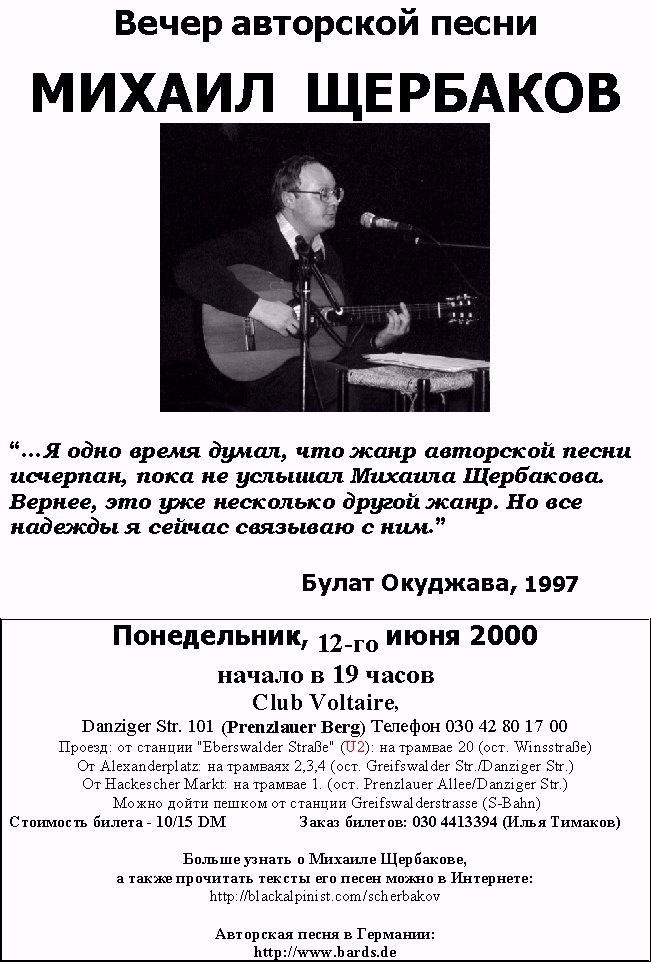 Вечер авторской песни
МИХАИЛ ЩЕРБАКОВ
“...Я одно время думал, что жанр авторской песни
исчерпан, пока не услышал Михаила Щербакова.
Вернее, это уже несколько другой жанр. Но все
надежды я сейчас связываю с ним.”
Булат Окуджава, 1997
Понедельник, 12-го июня 2000
начало в 19 часов
Club Voltaire,
Danziger Str. 101 (Prenzlauer Berg) Телефон 030 42 80 17 00
Проезд: от станции "Eberswalder Straße" (U2): на трамвае 20 (ост. Winsstraße)
От Alexanderplatz: на трамваях 2,3,4 (ост. Greifswalder Str./Danziger Str.)
От Hackescher Markt: на трамвае 1. (ост. Prenzlauer Allee/Danziger Str.)
Можно дойти пешком от станции Greifswalderstrasse (S-Bahn)
Стоимость билета - 10/15 DM Заказ билетов: 030 4413394 (Илья Тимаков)
Больше узнать о Михаиле Щербакове,
а также прочитать тексты его песен можно в Интернете:
http://blackalpinist.com/scherbakov
Авторская песня в Германии:
http://www.bards.de